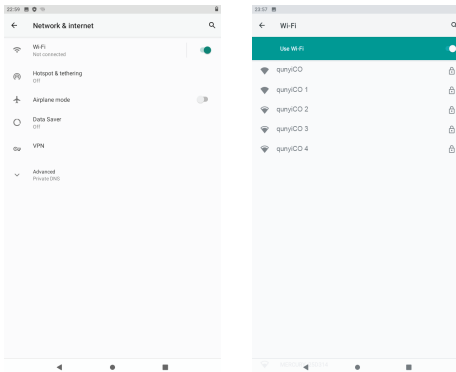 22:59
Network & internet
Wi-Fi
Not connected
Hotspot & tethering
Off
Airplane mode
Data Saver
Off
VPN
Advanced
Private DNS
22:57
Wi-Fi
Use Wi-Fi
qunyiCO
qunyiCO 1
qunyiCO 2
qunyiCO 3
qunyiCO 4